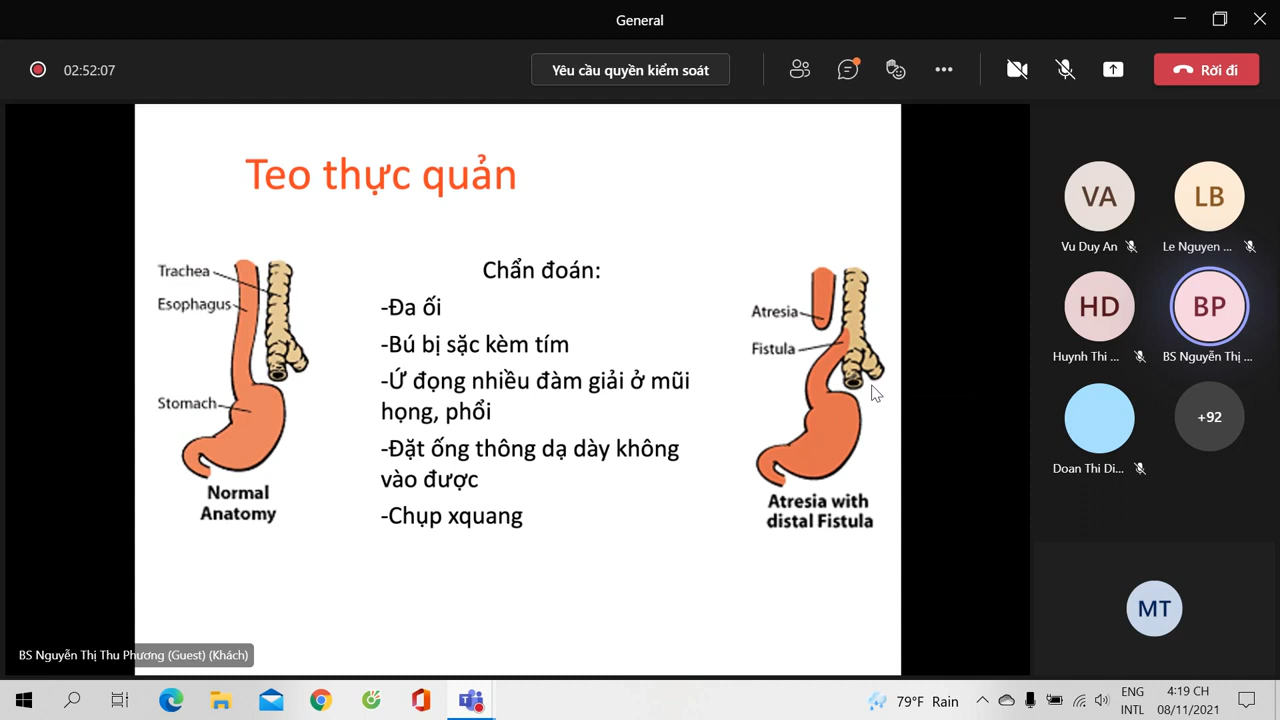 General
02:52:07
Yêu cầu quyền kiểm soát
Rời đi
Teo thực quản
Trachea
Esophagus
Stomach
Normal
Anatomy
Chẩn đoán:
-Đa ối
-Bú bị sặc kèm tím
-Ứ đọng nhiều đàm giải ở mũi
họng, phổi
-Đặt ống thông dạ dày không
vào được
-Chụp xquang
Atresia
Fistula
Atresia with
distal Fistula
VA
Vu Duy An
LB
Le Nguyen ...
HD
Huynh Thi ...
BP
BS Nguyễn Thị ...
Doan Thi Di...
+92
MT
BS Nguyễn Thị Thu Phương (Guest) (Khách)
79°F Rain
ENG
INTL
4:19 CH
08/11/2021